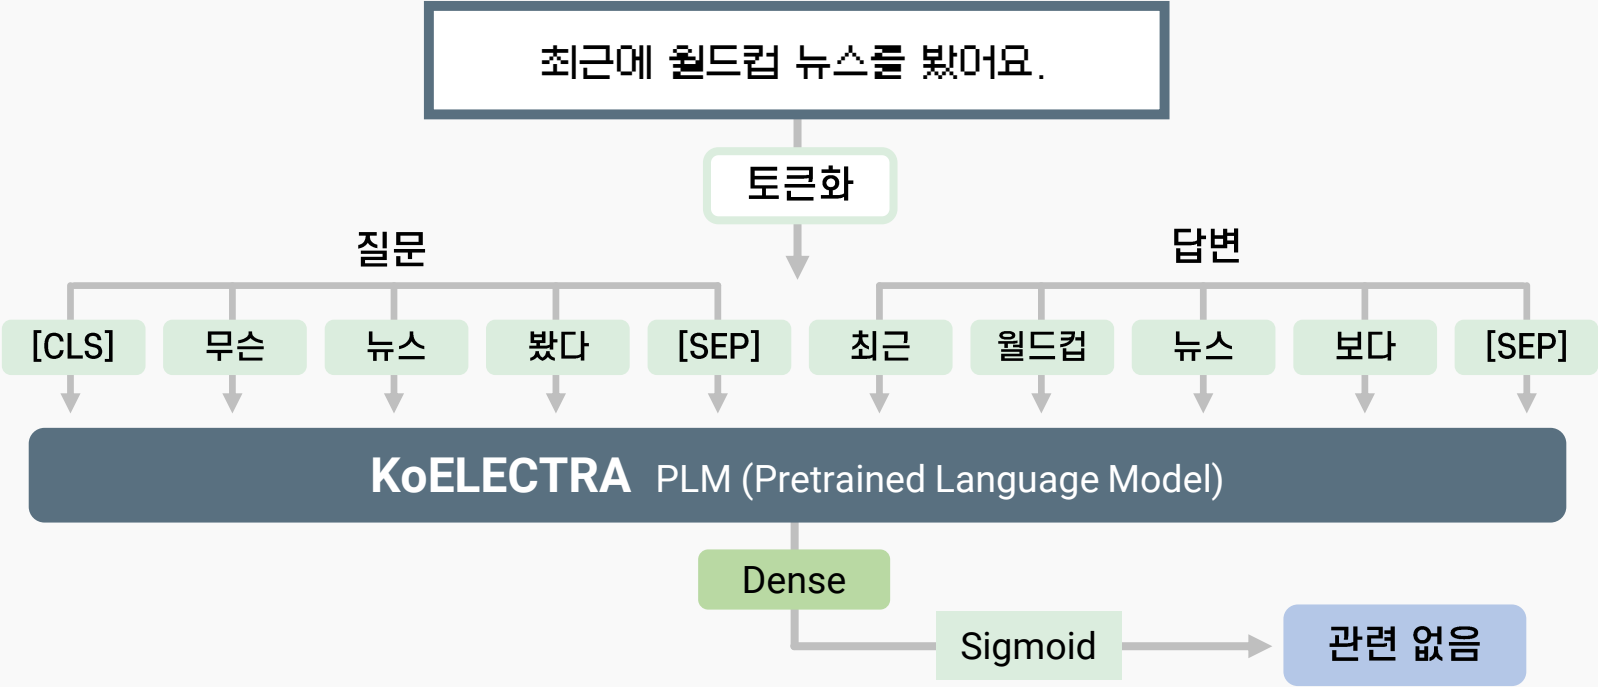 최근에 월드컵 뉴스를 봤어요.
토큰화
질문
답변
[CLS] 무슨 뉴스 봤다 [SEP] 최근 월드컵 뉴스 보다 [SEP]
KoELECTRA PLM (Pretrained Language Model)
Dense
Sigmoid
관련 없음